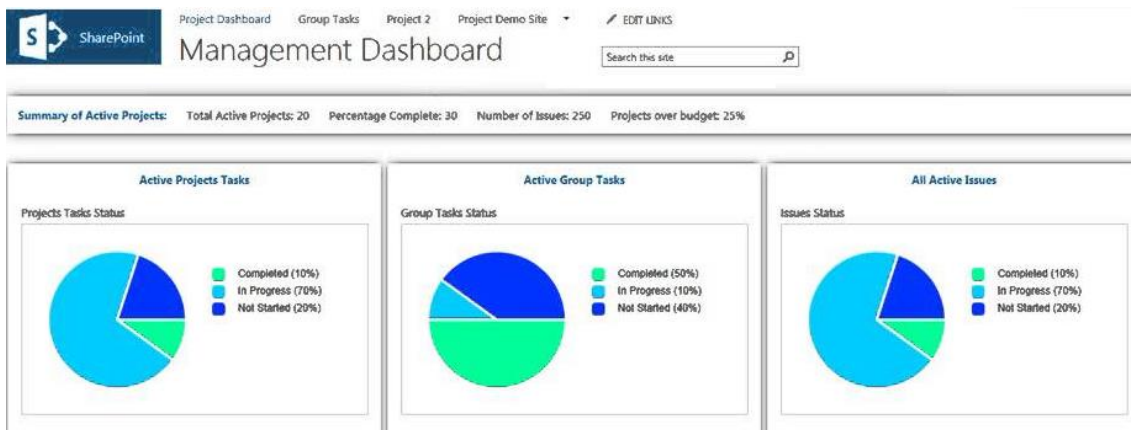 S SharePoint
Project Dashboard Group Tasks Project 2 Project Demo Site EDIT LINKS
Management Dashboard
Search this site
Summary of Active Projects: Total Active Projects: 20 Percentage Complete: 30 Number of Issues: 250 Projects over budget: 25%
Active Projects Tasks
Projects Tasks Status
Completed (10%)
In Progress (70%)
Not Started (20%)
Active Group Tasks
Group Tasks Status
Completed (50%)
In Progress (10%)
Not Started (40%)
All Active Issues
Issues Status
Completed (10%)
In Progress (70%)
Not Started (20%)